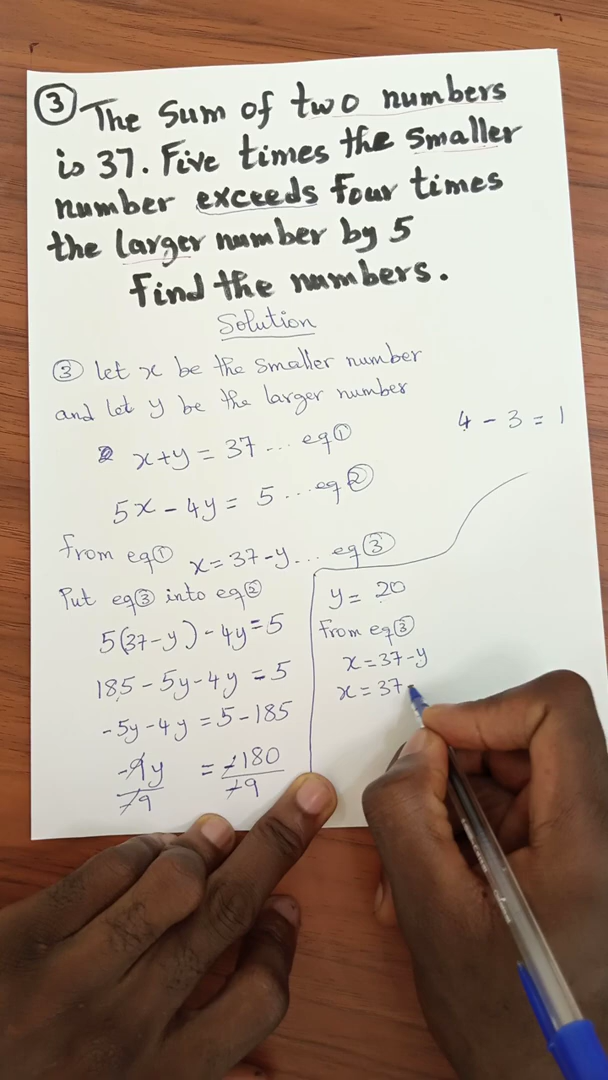 ③ The Sum of two numbers
is 37. Five times the smaller
number exceeds four times
the larger number by 5
find the numbers.
Solution
③ let x be the smaller number
and let y be the larger number
x+y = 37 ... eq①
4 - 3 = 1
5x - 4y = 5 ... eq②
from eq① x = 37-y... eq③
Put eq③ into eq②
5(37-y) - 4y = 5
185 - 5y - 4y = 5
-5y - 4y = 5 - 185
-9y = -180
-9 -9
y = 20
from eq③
x = 37-y
x = 37-